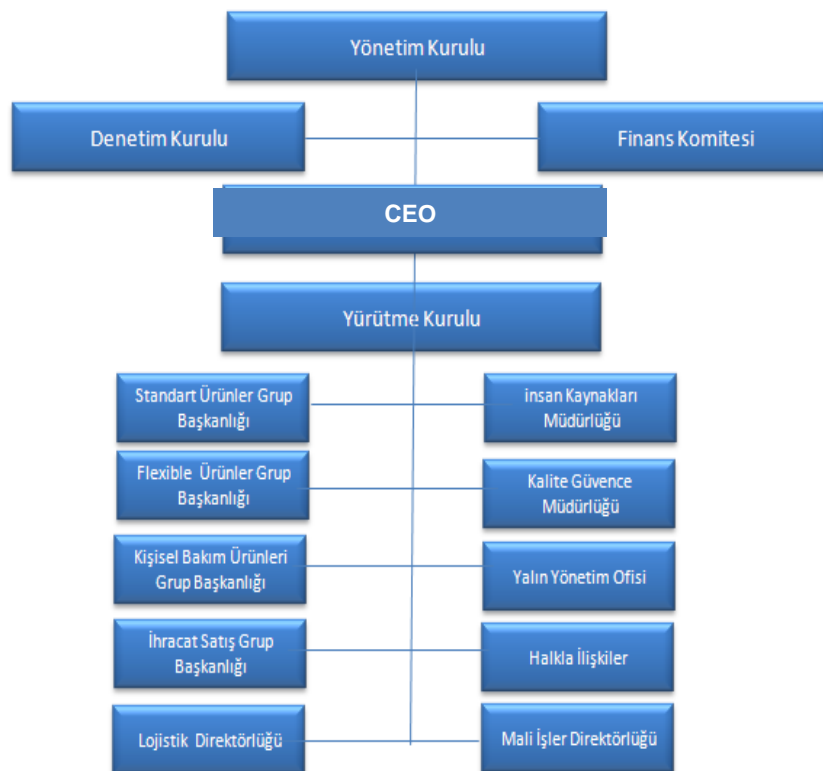 Yönetim Kurulu
Denetim Kurulu
Finans Komitesi
CEO
Yürütme Kurulu
Standart Ürünler Grup
Başkanlığı
insan Kaynakları
Müdürlüğü
Flexible Ürünler Grup
Başkanlığı
Kalite Güvence
Müdürlüğü
Kişisel Bakım Ürünleri
Grup Başkanlığı
Yalın Yönetim Ofisi
İhracat Satış Grup
Başkanlığı
Halkla İlişkiler
Lojistik Direktörlüğü
Mali İşler Direktörlüğü